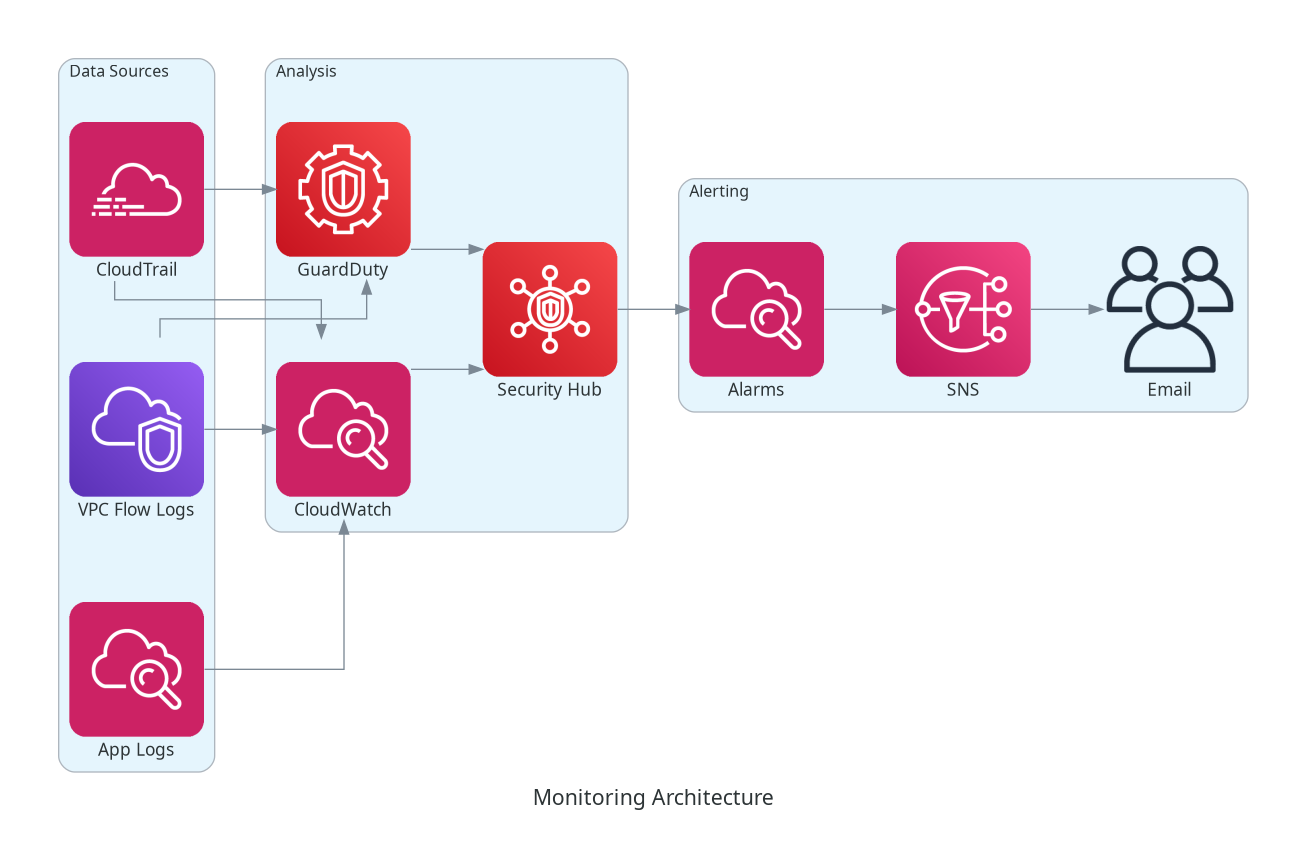 Data Sources
CloudTrail
VPC Flow Logs
App Logs
Analysis
GuardDuty
CloudWatch
Security Hub
Alerting
Alarms
SNS
Email
Monitoring Architecture